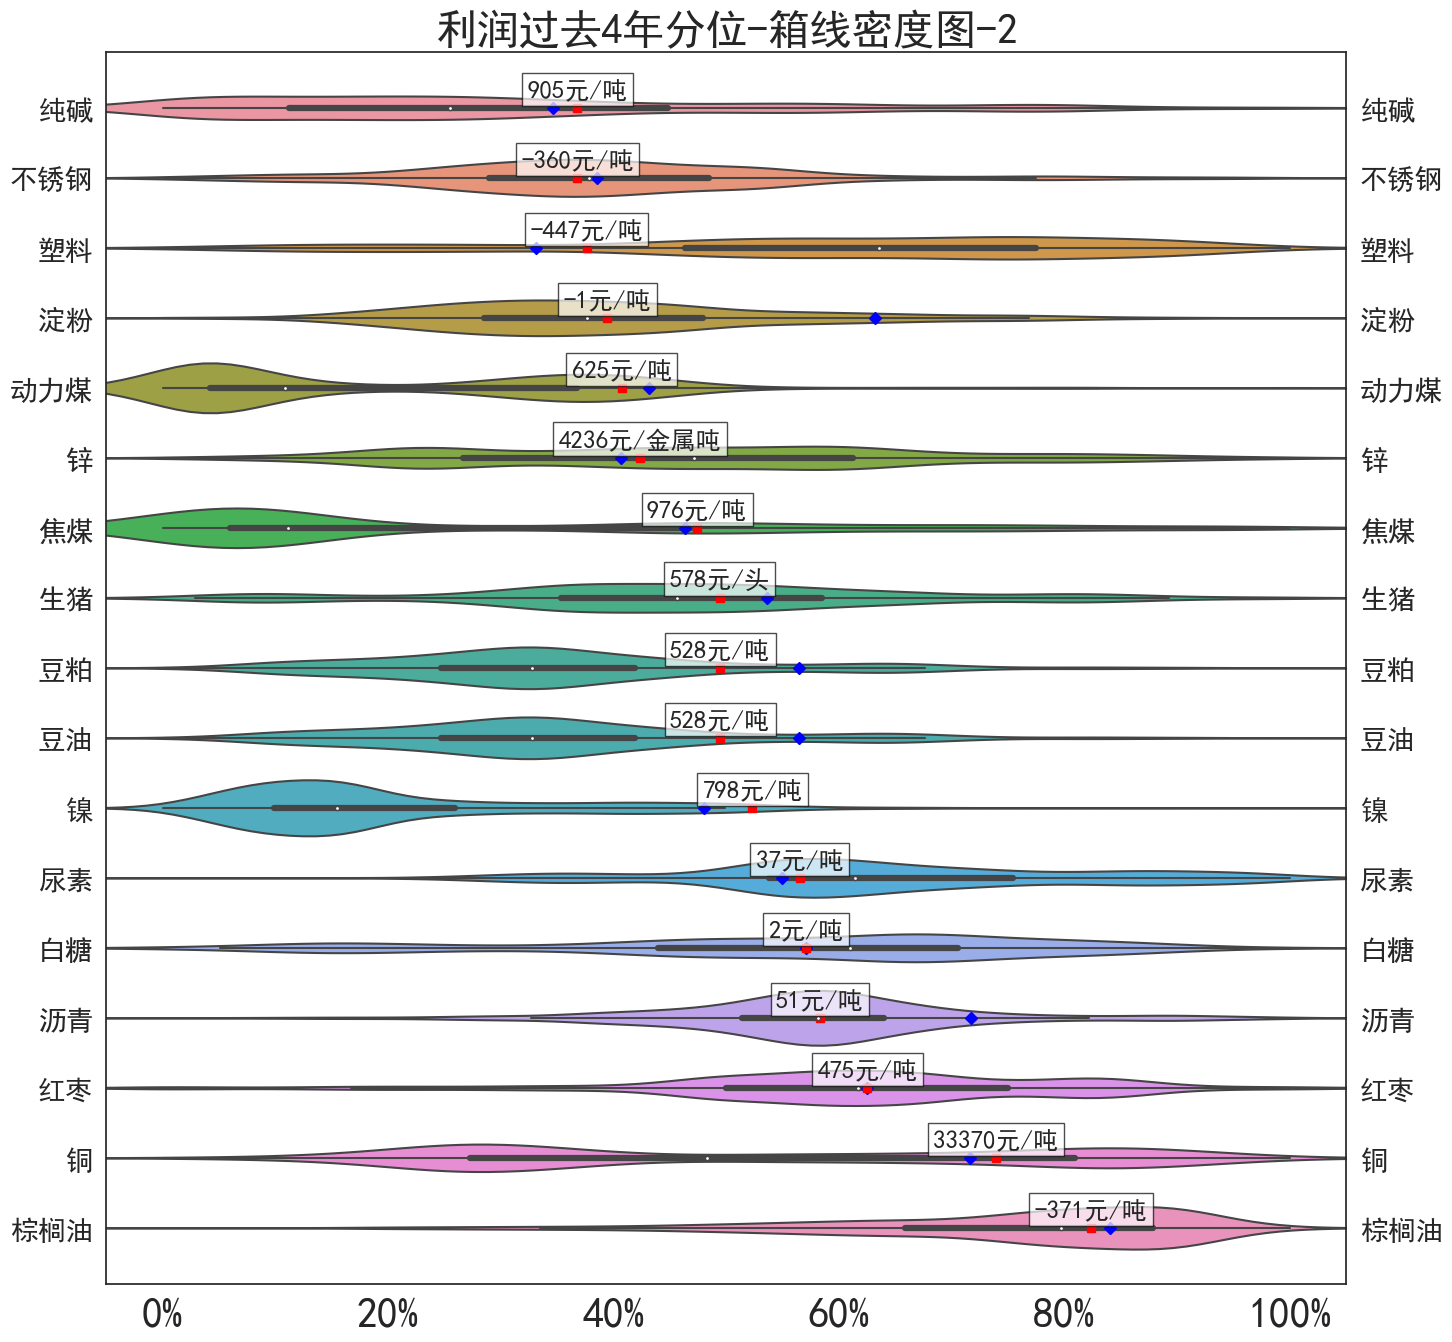 利润过去4年分位-箱线密度图-2
纯碱 905元/吨 纯碱
不锈钢 -360元/吨 不锈钢
塑料 -447元/吨 塑料
淀粉 -1元/吨 淀粉
动力煤 625元/吨 动力煤
锌 4236元/金属吨 锌
焦煤 976元/吨 焦煤
生猪 578元/头 生猪
豆粕 528元/吨 豆粕
豆油 528元/吨 豆油
镍 798元/吨 镍
尿素 37元/吨 尿素
白糖 2元/吨 白糖
沥青 51元/吨 沥青
红枣 475元/吨 红枣
铜 33370元/吨 铜
棕榈油 -371元/吨 棕榈油
0% 20% 40% 60% 80% 100%